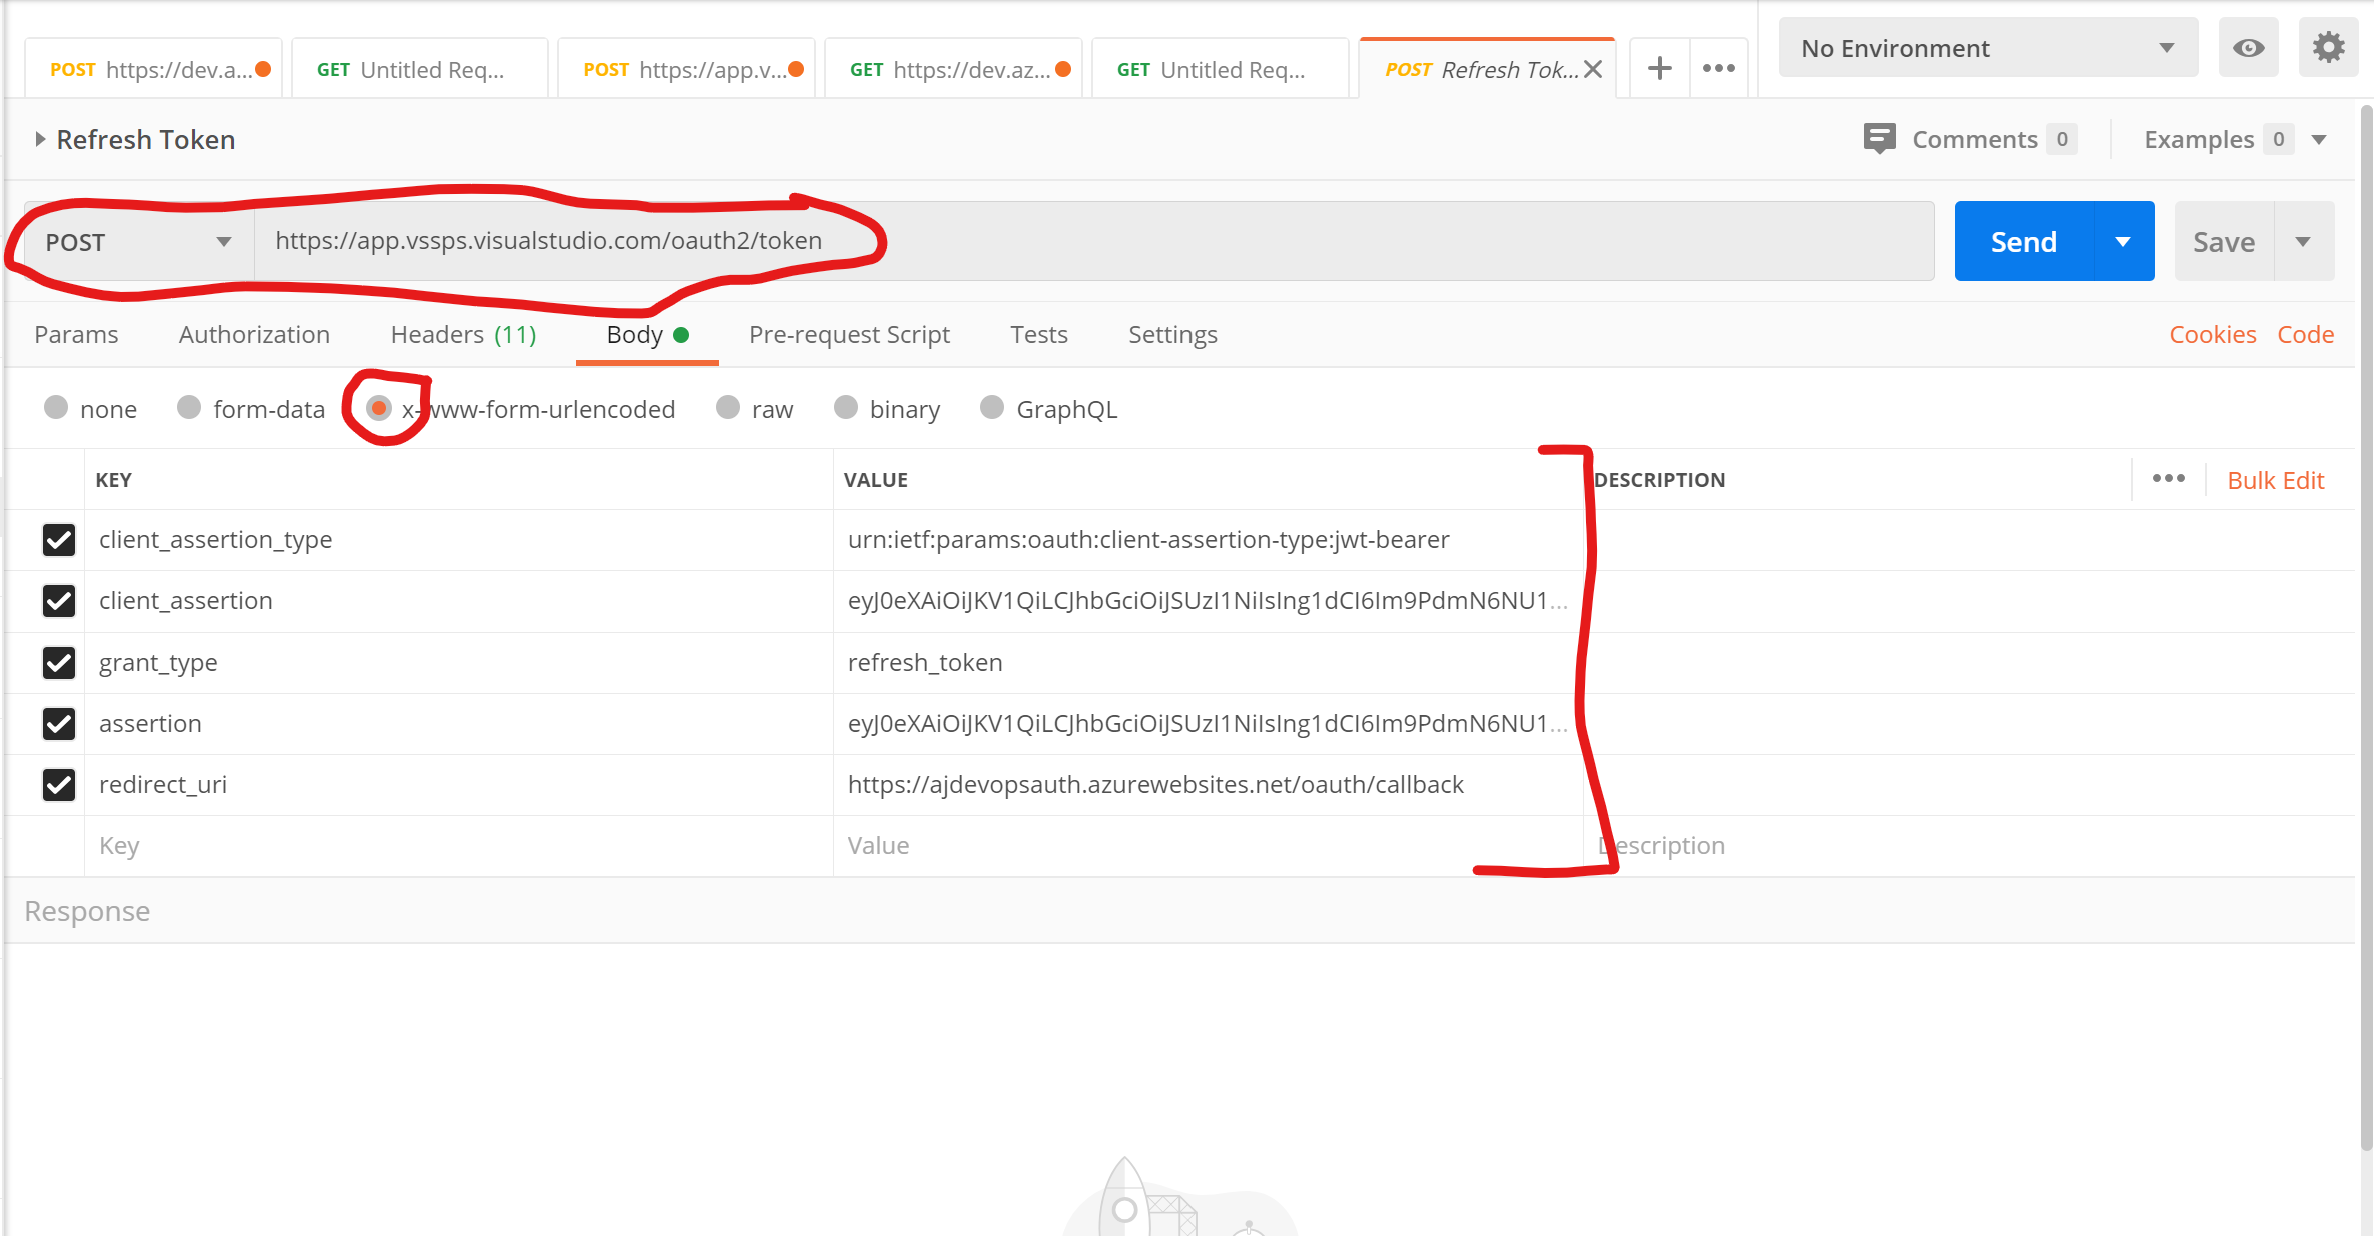 POST https://dev.a... GET Untitled Req... POST https://app.v... GET https://dev.az... GET Untitled Req... POST Refresh Tok... No Environment
Refresh Token Comments 0 Examples 0
POST https://app.vssps.visualstudio.com/oauth2/token Send Save
Params Authorization Headers (11) Body Pre-request Script Tests Settings Cookies Code
none form-data x-www-form-urlencoded raw binary GraphQL
KEY VALUE DESCRIPTION Bulk Edit
client_assertion_type urn:ietf:params:oauth:client-assertion-type:jwt-bearer
client_assertion eyJ0eXAiOiJKV1QiLCJhbGciOiJSUzI1NiIsIng1dCI6Im9PdmN6NU1...
grant_type refresh_token
assertion eyJ0eXAiOiJKV1QiLCJhbGciOiJSUzI1NiIsIng1dCI6Im9PdmN6NU1...
redirect_uri https://ajdevopsauth.azurewebsites.net/oauth/callback
Key Value Description
Response